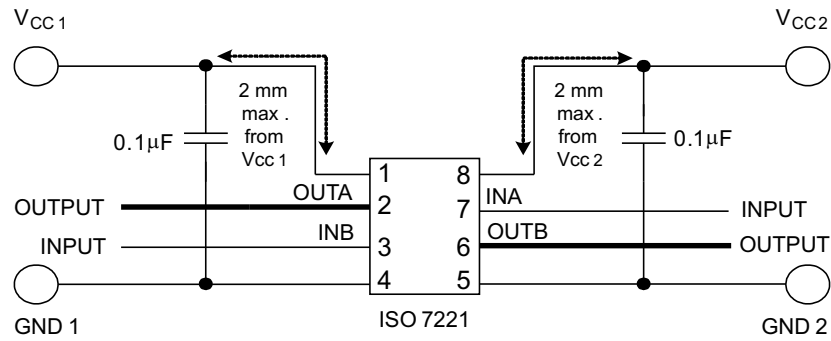 VCC 1
VCC 2
2 mm
max .
from
Vcc 1
2 mm
max .
from
Vcc 2
0.1μF
0.1μF
1
8
OUTPUT
OUTA
2
7
INA
INPUT
INPUT
INB
3
6
OUTB
OUTPUT
4
5
GND 1
ISO 7221
GND 2